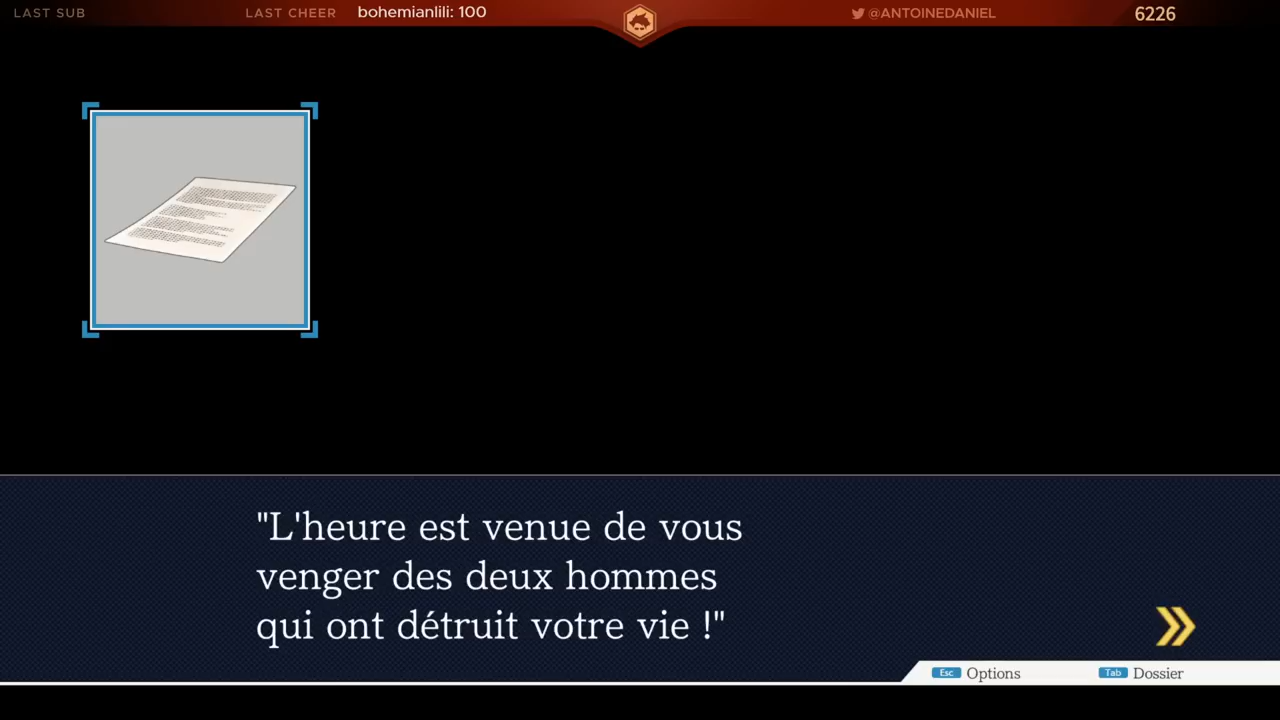 LAST SUB
LAST CHEER bohemianlili: 100
@ANTOINEDANIEL
6226
"L'heure est venue de vous
venger des deux hommes
qui ont détruit votre vie !"
Esc Options
Tab Dossier